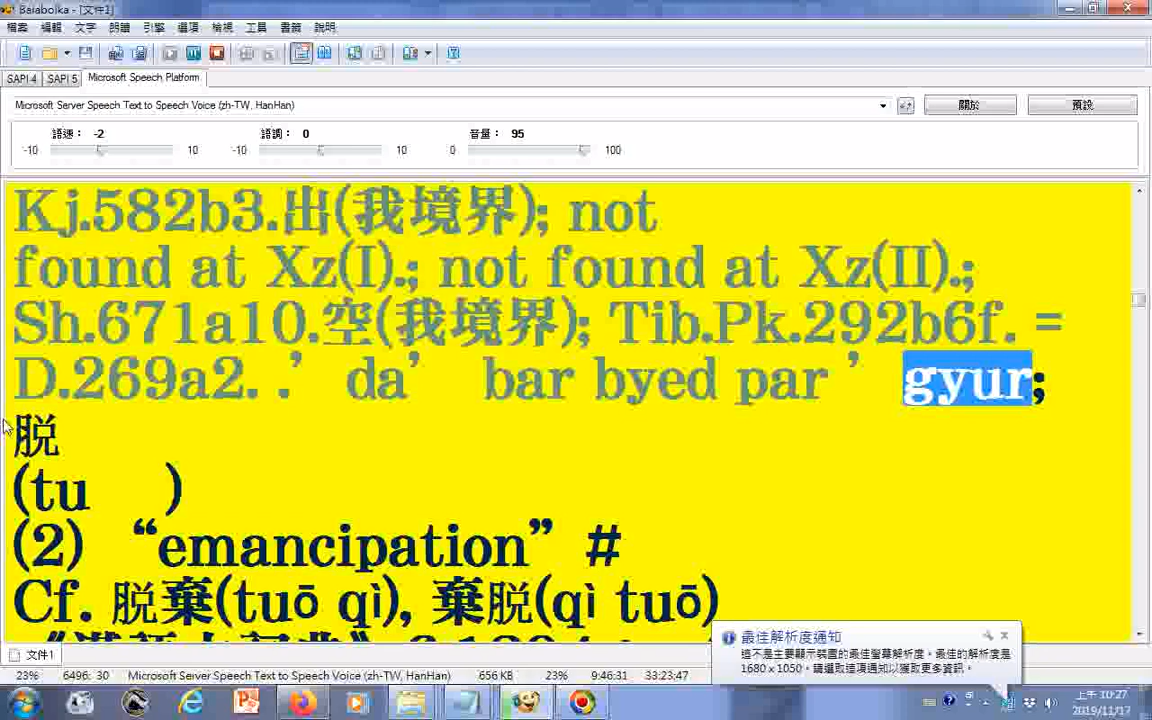 Balabolka - [文件1]
檔案 編輯 文字 朗讀 引擎 選項 檢視 工具 書籤 說明
SAPI 4 SAPI 5 Microsoft Speech Platform
Microsoft Server Speech Text to Speech Voice (zh-TW, HanHan) 關於 預設
語速： -2 語調： 0 音量： 95
-10 10 -10 10 0 100
Kj.582b3.出(我境界); not
found at Xz(I).; not found at Xz(II).;
Sh.671a10.空(我境界); Tib.Pk.292b6f. =
D.269a2. .’ da’ bar byed par ’ gyur;
脱
(tu )
(2) “emancipation” #
Cf. 脱棄(tuō qì), 棄脱(qì tuō)
最佳解析度通知
這不是主要顯示裝置的最佳螢幕解析度。最佳的解析度是
1680 x 1050。請選取這項通知以獲取更多資訊。
文件1
23% 6496: 30 Microsoft Server Speech Text to Speech Voice (zh-TW, HanHan) 656 KB 23% 9:46:31 33:23:47
上午 10:27
2019/11/17